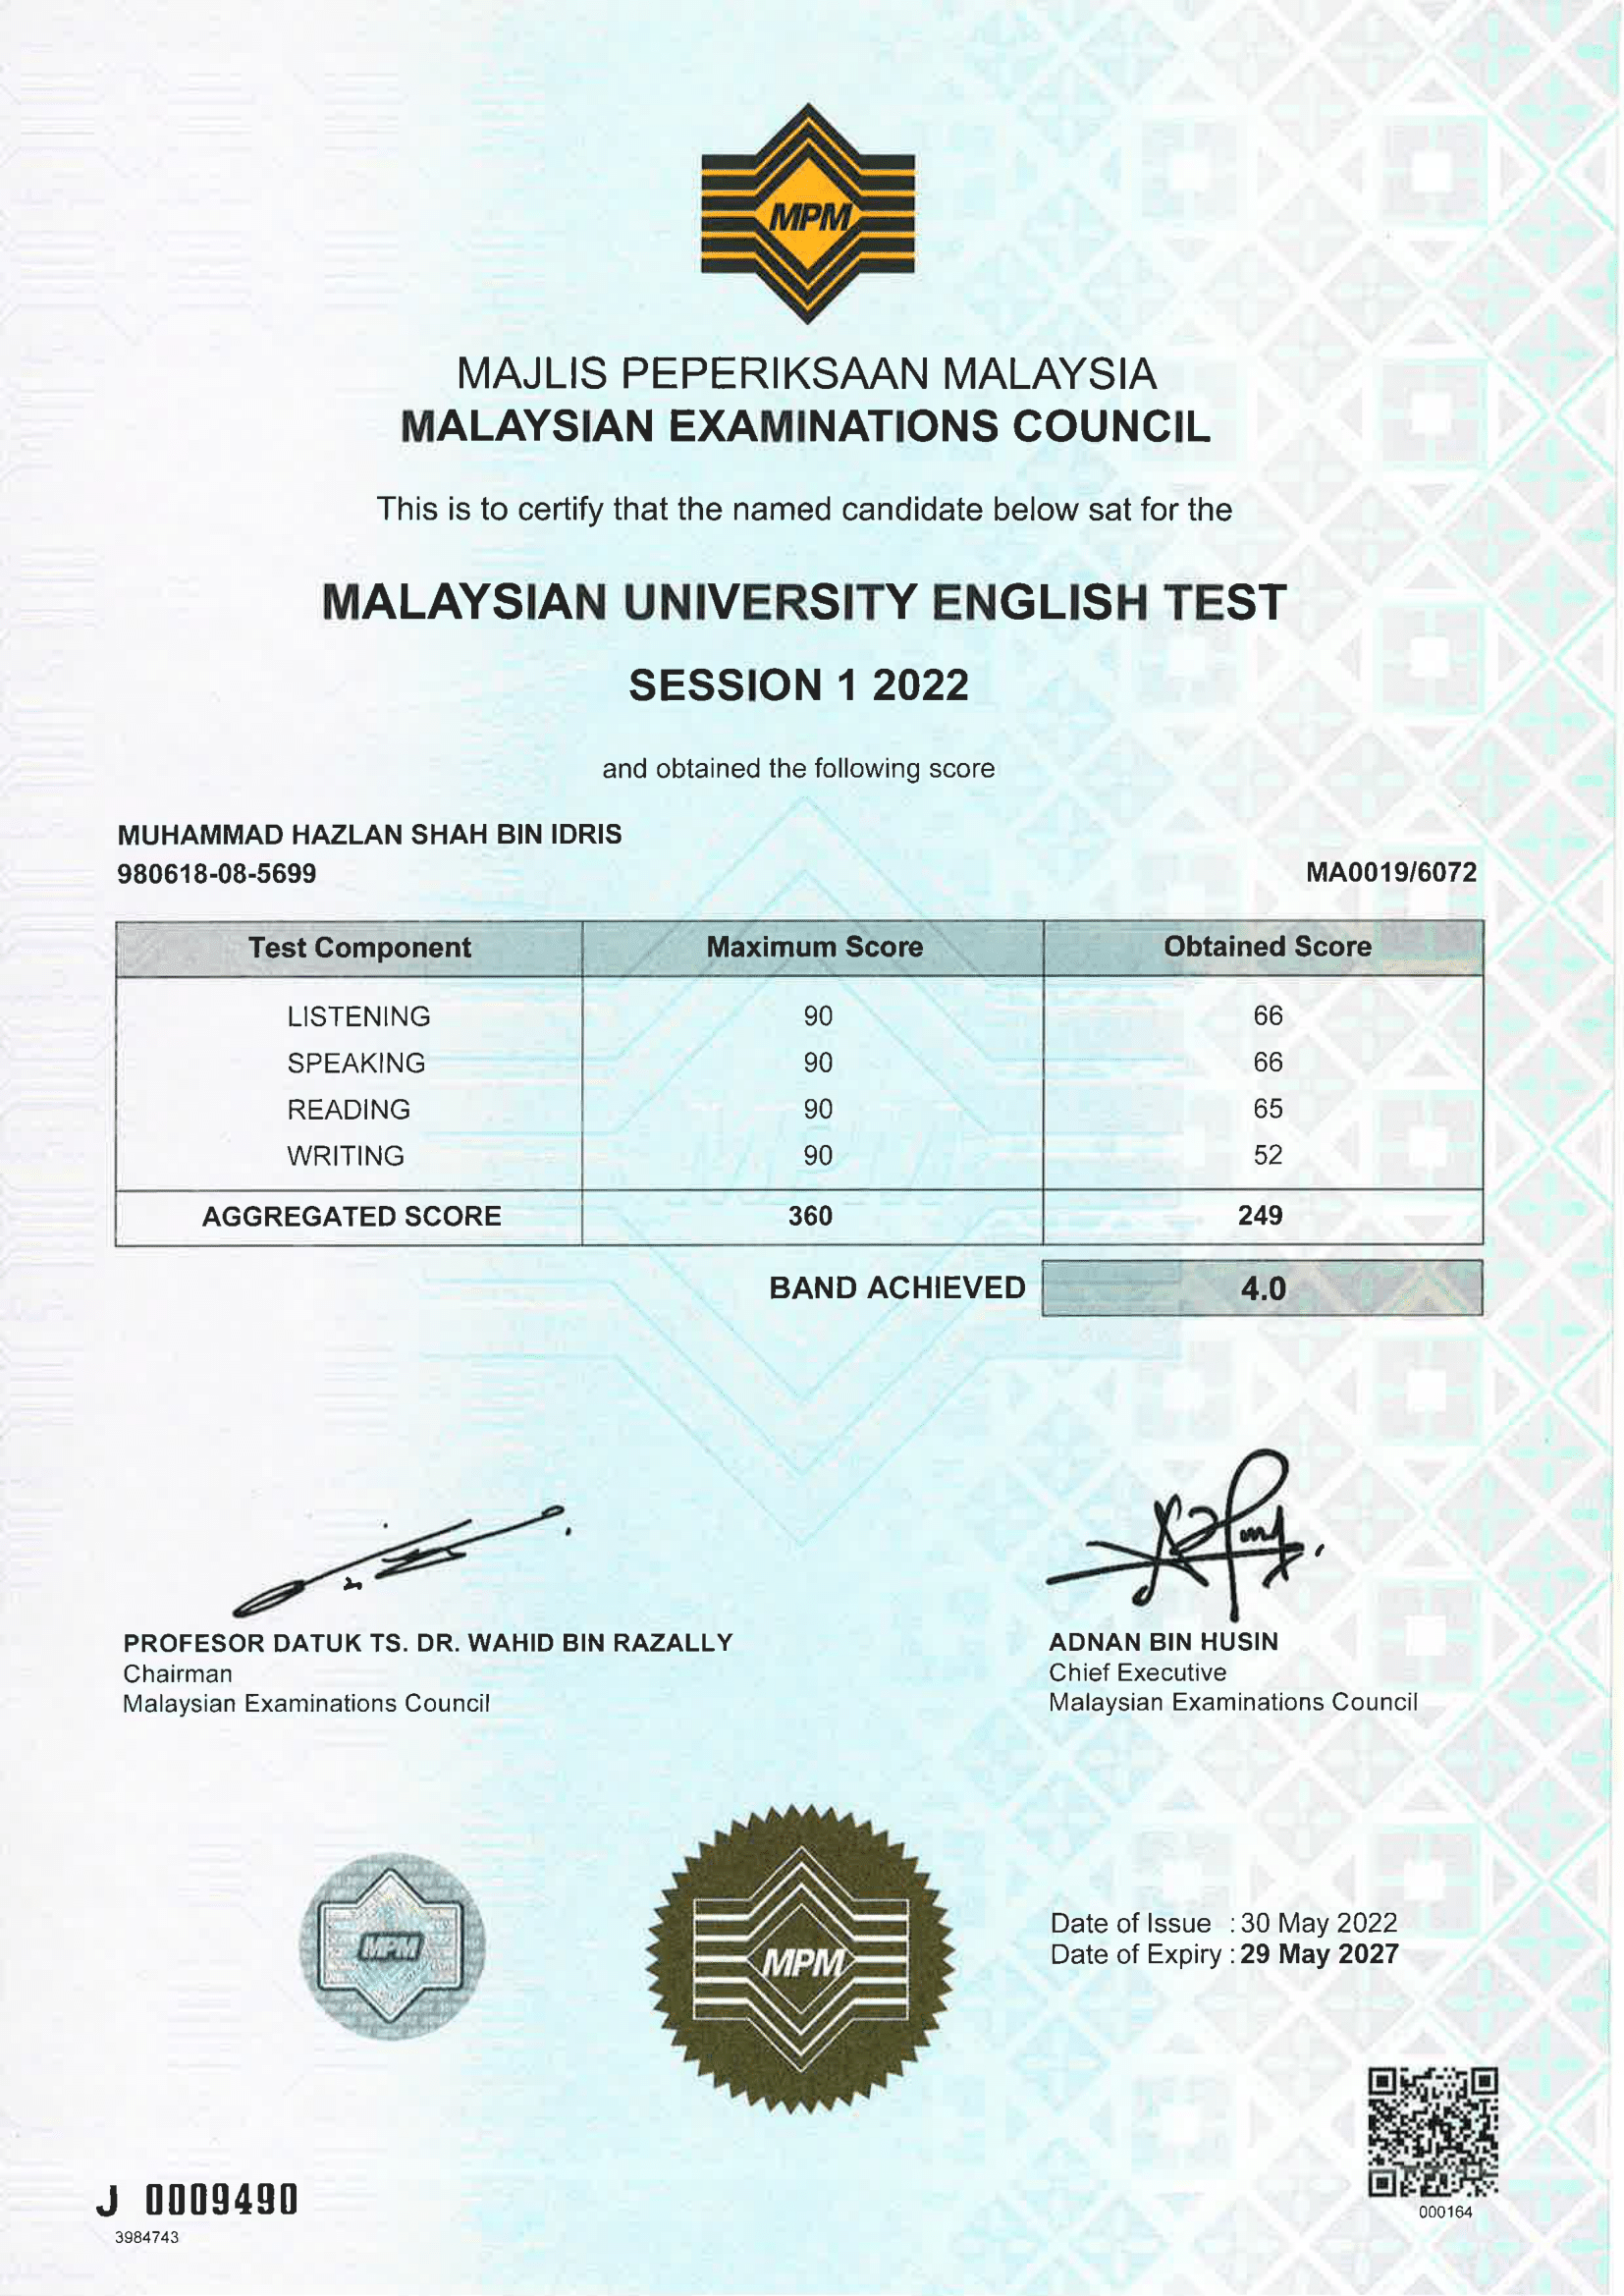 MPM
MAJLIS PEPERIKSAAN MALAYSIA
MALAYSIAN EXAMINATIONS COUNCIL
This is to certify that the named candidate below sat for the
MALAYSIAN UNIVERSITY ENGLISH TEST
SESSION 1 2022
and obtained the following score
MUHAMMAD HAZLAN SHAH BIN IDRIS
980618-08-5699 MA0019/6072
Test Component Maximum Score Obtained Score
LISTENING 90 66
SPEAKING 90 66
READING 90 65
WRITING 90 52
AGGREGATED SCORE 360 249
BAND ACHIEVED 4.0
PROFESOR DATUK TS. DR. WAHID BIN RAZALLY
Chairman
Malaysian Examinations Council
ADNAN BIN HUSIN
Chief Executive
Malaysian Examinations Council
MPM
MPM
Date of Issue : 30 May 2022
Date of Expiry : 29 May 2027
000164
J 0009490
3984743